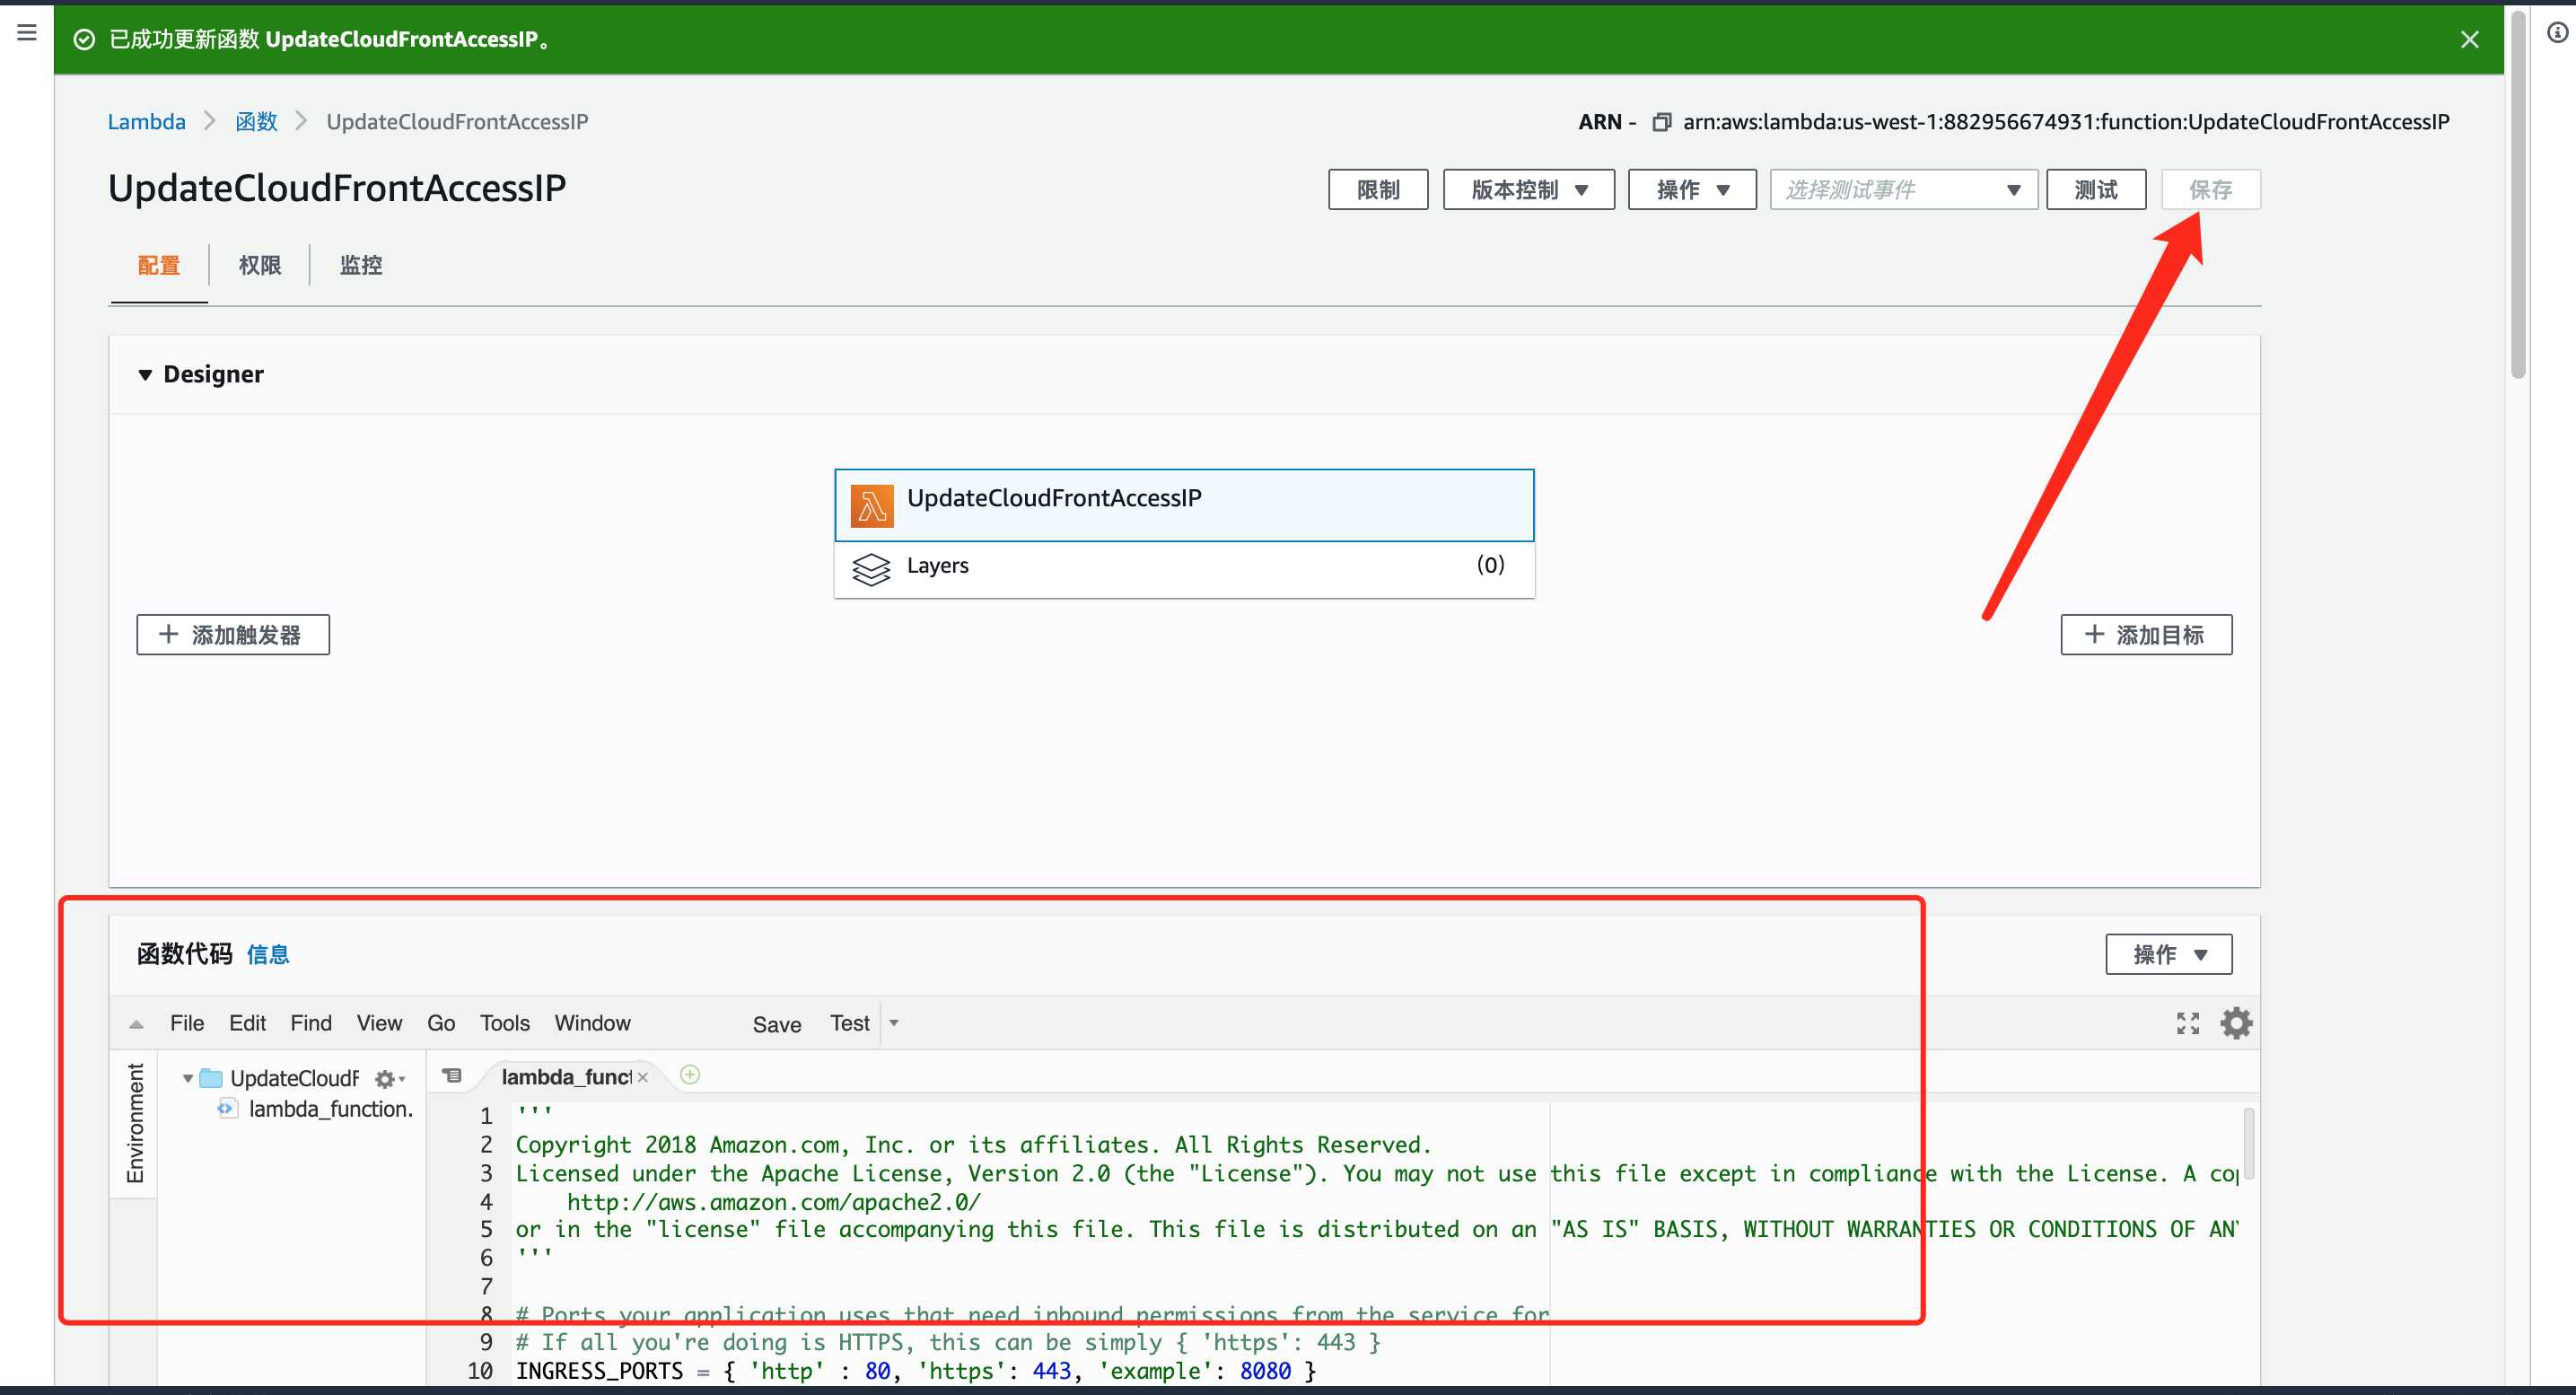 已成功更新函数 UpdateCloudFrontAccessIP。
Lambda 函数 UpdateCloudFrontAccessIP
ARN - arn:aws:lambda:us-west-1:882956674931:function:UpdateCloudFrontAccessIP
UpdateCloudFrontAccessIP
限制 版本控制 操作 选择测试事件 测试 保存
配置 权限 监控
Designer
UpdateCloudFrontAccessIP
Layers (0)
+ 添加触发器
+ 添加目标
函数代码 信息
操作
File Edit Find View Go Tools Window Save Test
Environment
UpdateCloudF
lambda_function.
lambda_funct
1 '''
2 Copyright 2018 Amazon.com, Inc. or its affiliates. All Rights Reserved.
3 Licensed under the Apache License, Version 2.0 (the "License"). You may not use this file except in compliance with the License. A cop
4 http://aws.amazon.com/apache2.0/
5 or in the "license" file accompanying this file. This file is distributed on an "AS IS" BASIS, WITHOUT WARRANTIES OR CONDITIONS OF AN
6 '''
7
8 # Ports your application uses that need inbound permissions from the service for
9 # If all you're doing is HTTPS, this can be simply { 'https': 443 }
10 INGRESS_PORTS = { 'http' : 80, 'https': 443, 'example': 8080 }